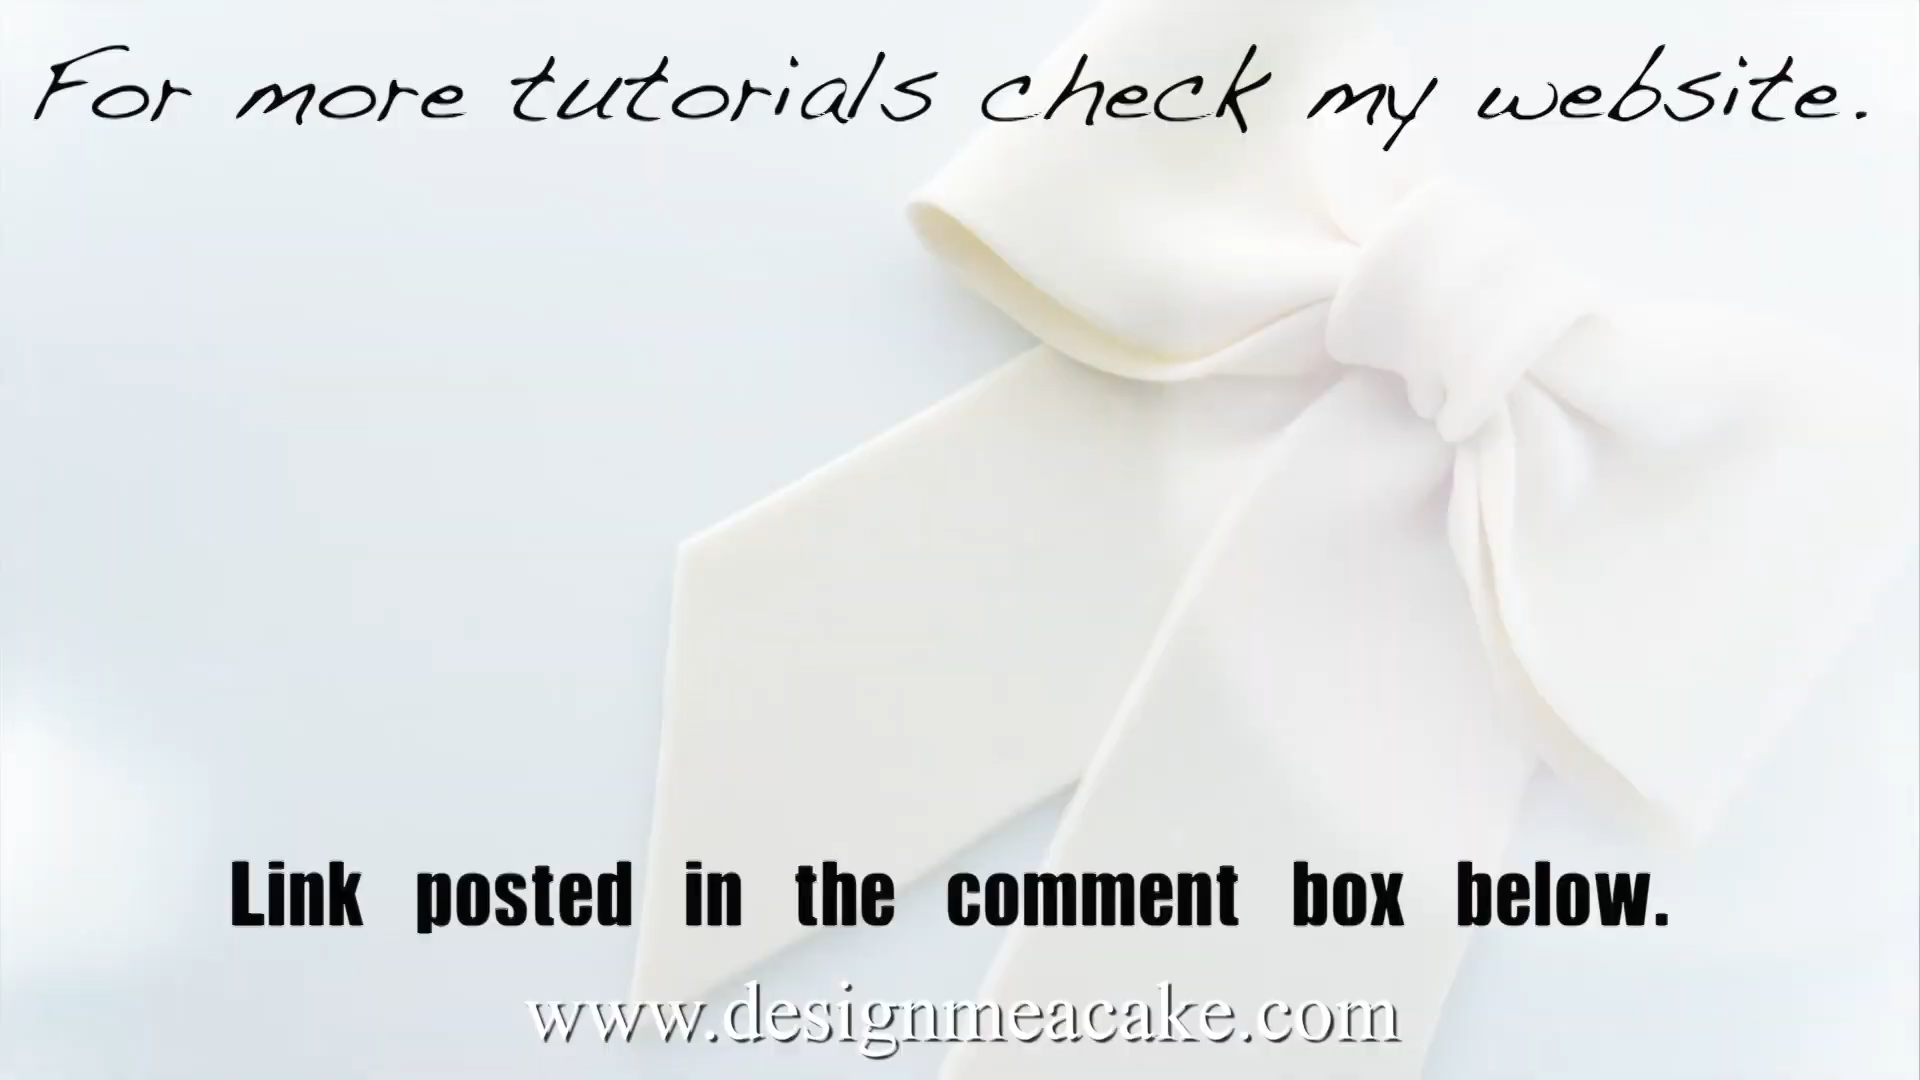 For more tutorials check my website.
Link posted in the comment box below.
www.designmeacake.com